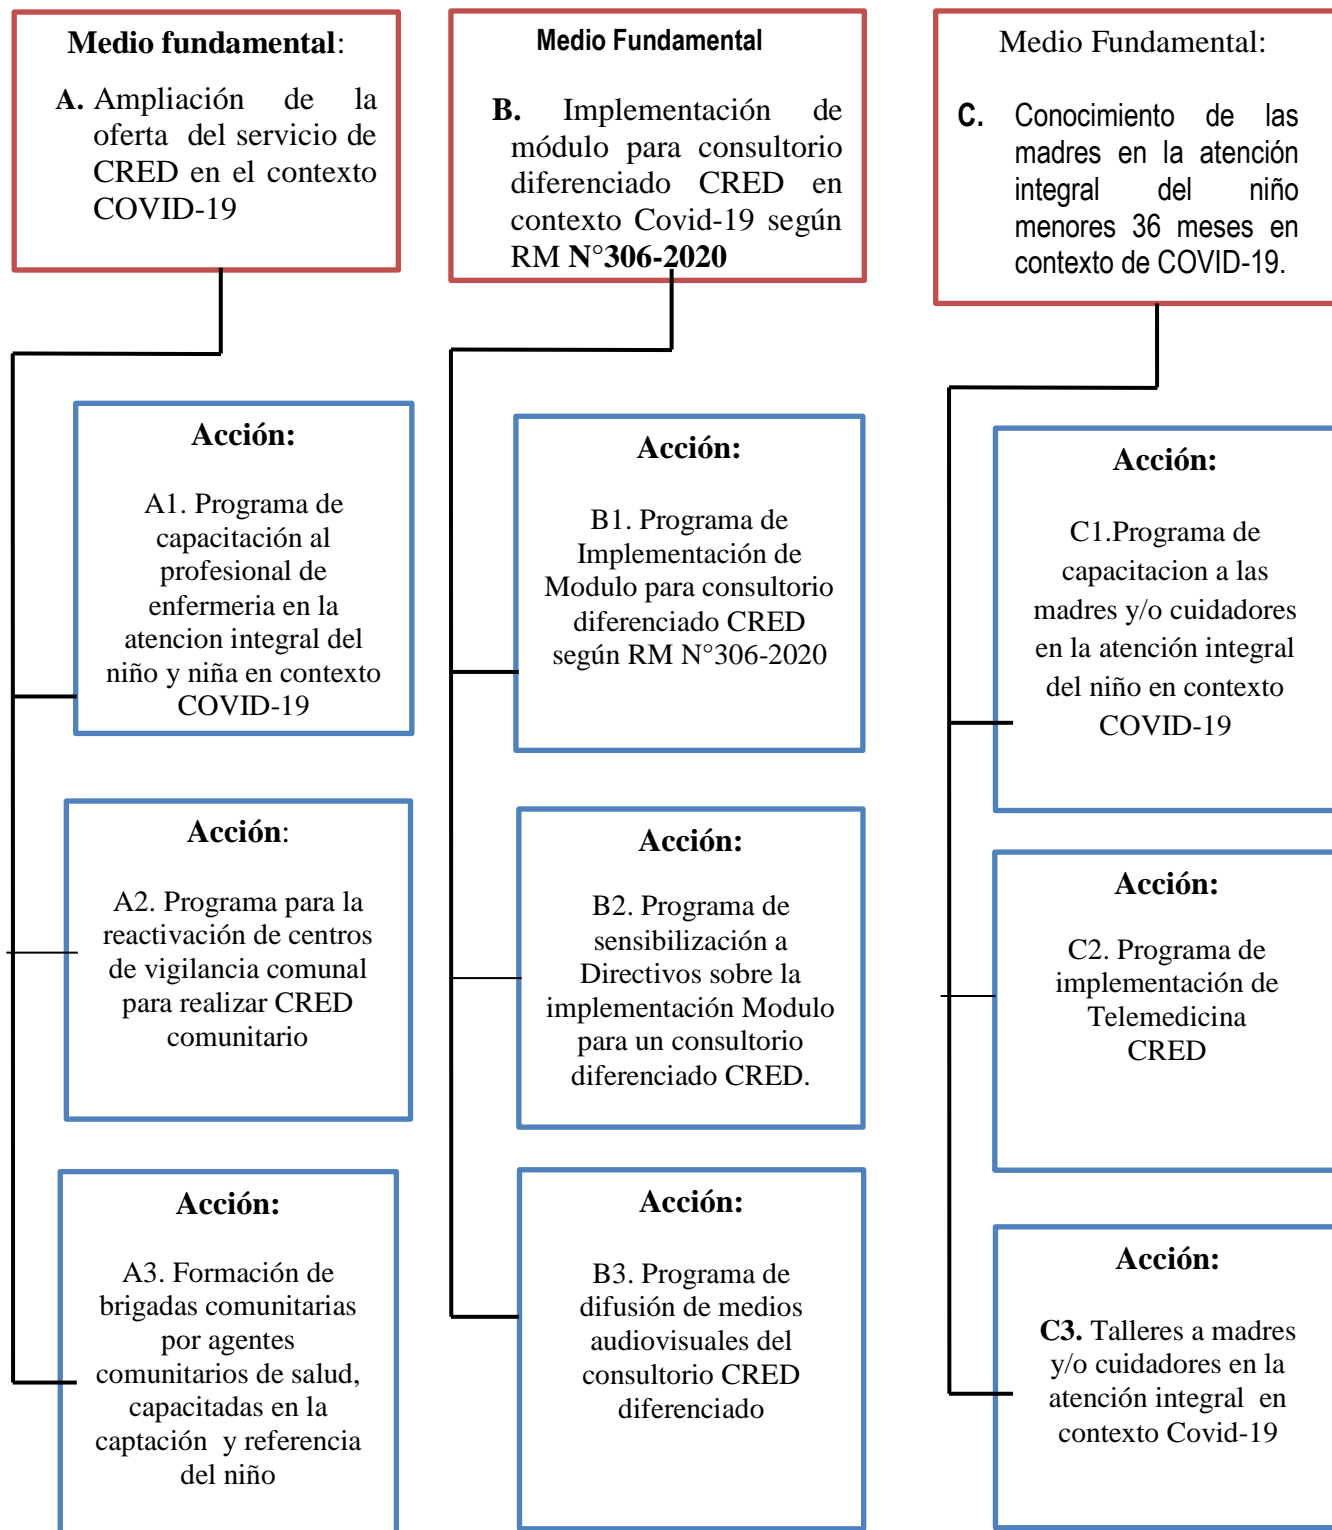 Medio fundamental:
A. Ampliación de la
oferta del servicio de
CRED en el contexto
COVID-19
Acción:
A1. Programa de
capacitación al
profesional de
enfermeria en la
atencion integral del
niño y niña en contexto
COVID-19
Acción:
A2. Programa para la
reactivación de centros
de vigilancia comunal
para realizar CRED
comunitario
Acción:
A3. Formación de
brigadas comunitarias
por agentes
comunitarios de salud,
capacitadas en la
captación y referencia
del niño
Medio Fundamental
B. Implementación de
módulo para consultorio
diferenciado CRED en
contexto Covid-19 según
RM N°306-2020
Acción:
B1. Programa de
Implementación de
Modulo para consultorio
diferenciado CRED
según RM N°306-2020
Acción:
B2. Programa de
sensibilización a
Directivos sobre la
implementación Modulo
para un consultorio
diferenciado CRED.
Acción:
B3. Programa de
difusión de medios
audiovisuales del
consultorio CRED
diferenciado
Medio Fundamental:
C. Conocimiento de las
madres en la atención
integral del niño
menores 36 meses en
contexto de COVID-19.
Acción:
C1.Programa de
capacitacion a las
madres y/o cuidadores
en la atención integral
del niño en contexto
COVID-19
Acción:
C2. Programa de
implementación de
Telemedicina
CRED
Acción:
C3. Talleres a madres
y/o cuidadores en la
atención integral en
contexto Covid-19